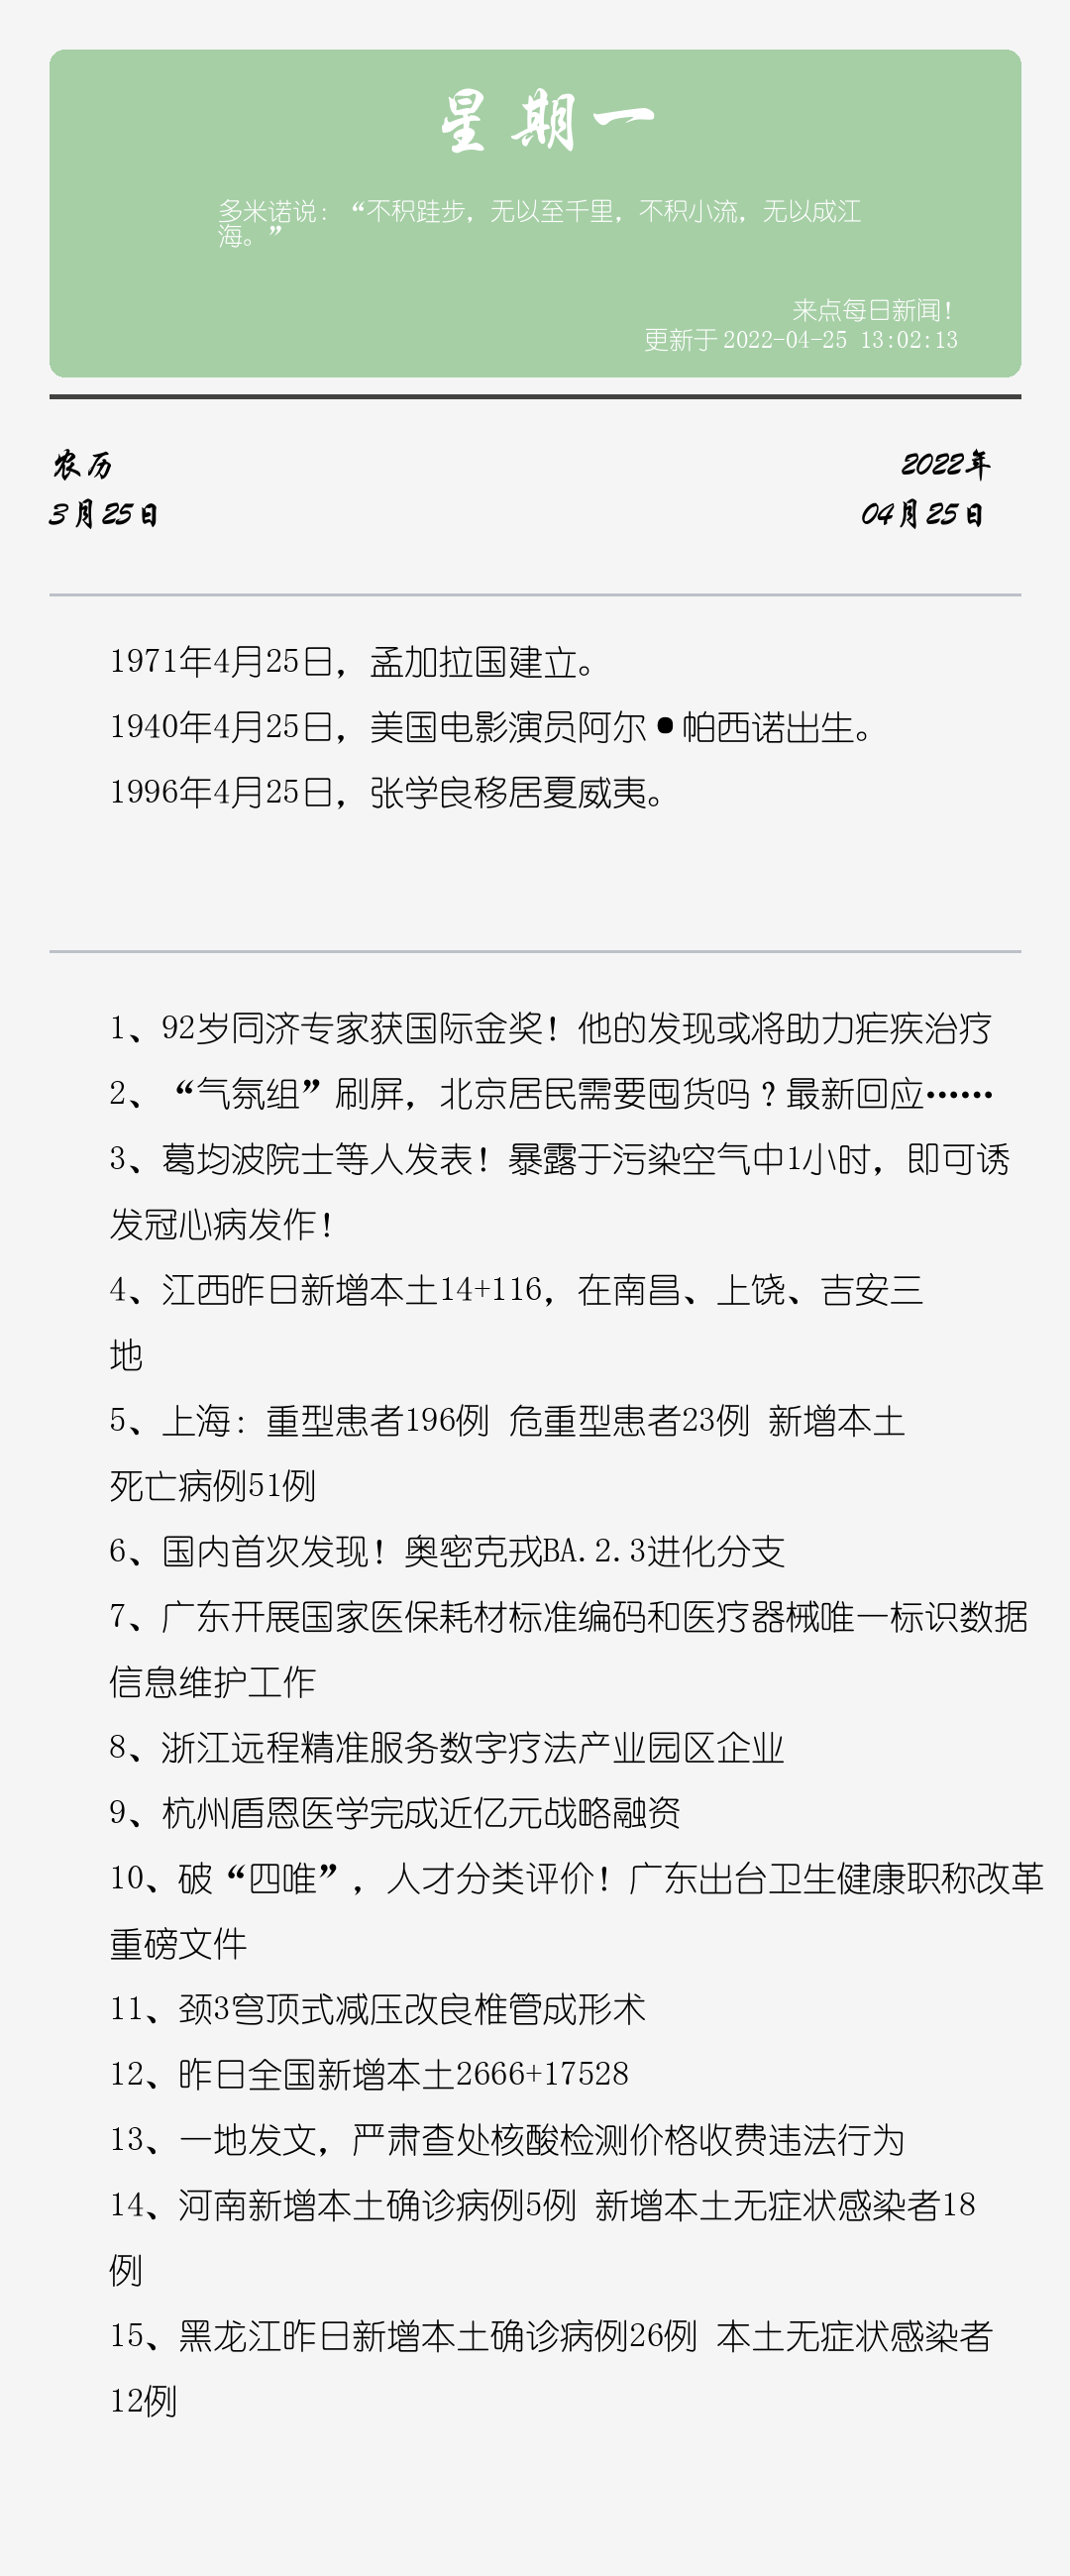 星期一
多米诺说：“不积跬步，无以至千里，不积小流，无以成江
海。”
来点每日新闻！
更新于 2022-04-25 13:02:13
农历
2022年
3月25日
04月25日
1971年4月25日，孟加拉国建立。
1940年4月25日，美国电影演员阿尔•帕西诺出生。
1996年4月25日，张学良移居夏威夷。
1、92岁同济专家获国际金奖！他的发现或将助力疟疾治疗
2、“气氛组”刷屏，北京居民需要囤货吗？最新回应……
3、葛均波院士等人发表！暴露于污染空气中1小时，即可诱
发冠心病发作！
4、江西昨日新增本土14+116，在南昌、上饶、吉安三
地
5、上海：重型患者196例 危重型患者23例 新增本土
死亡病例51例
6、国内首次发现！奥密克戎BA.2.3进化分支
7、广东开展国家医保耗材标准编码和医疗器械唯一标识数据
信息维护工作
8、浙江远程精准服务数字疗法产业园区企业
9、杭州盾恩医学完成近亿元战略融资
10、破“四唯”，人才分类评价！广东出台卫生健康职称改革
重磅文件
11、颈3穹顶式减压改良椎管成形术
12、昨日全国新增本土2666+17528
13、一地发文，严肃查处核酸检测价格收费违法行为
14、河南新增本土确诊病例5例 新增本土无症状感染者18
例
15、黑龙江昨日新增本土确诊病例26例 本土无症状感染者
12例